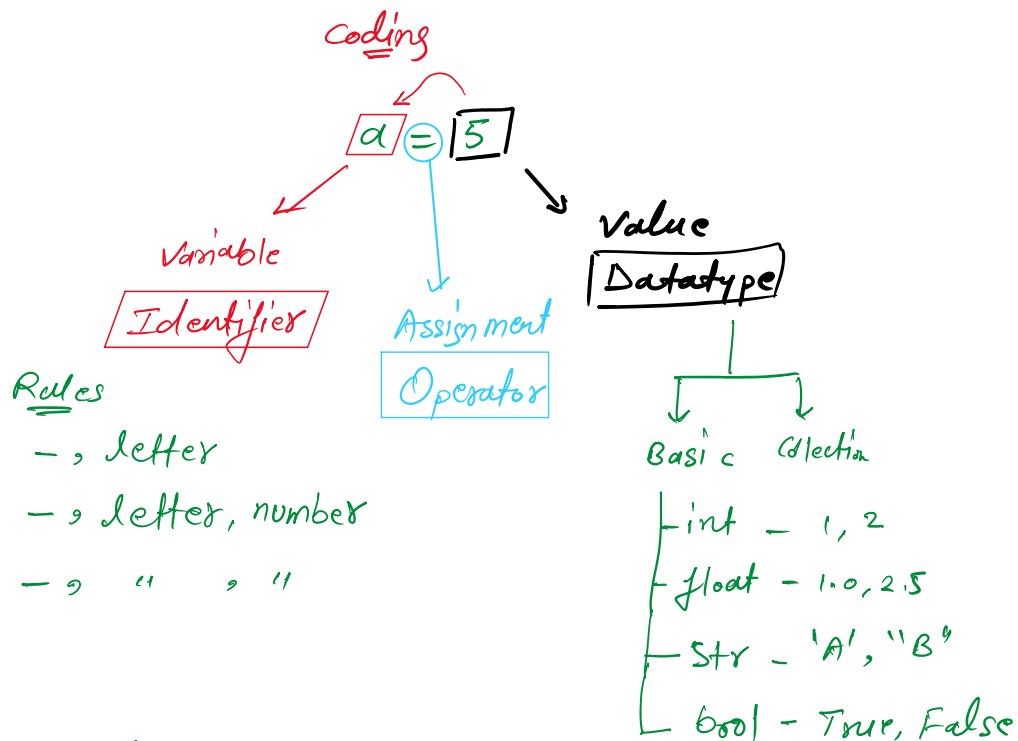 Coding
a = 5
Value
Datatype
Variable
Identifier
Assignment
Operator
Rules
_, letter
_, letter, number
_, " , "
Basic Collection
int - 1, 2
float - 1.0, 2.5
Str - 'A', "B"
bool - True, False